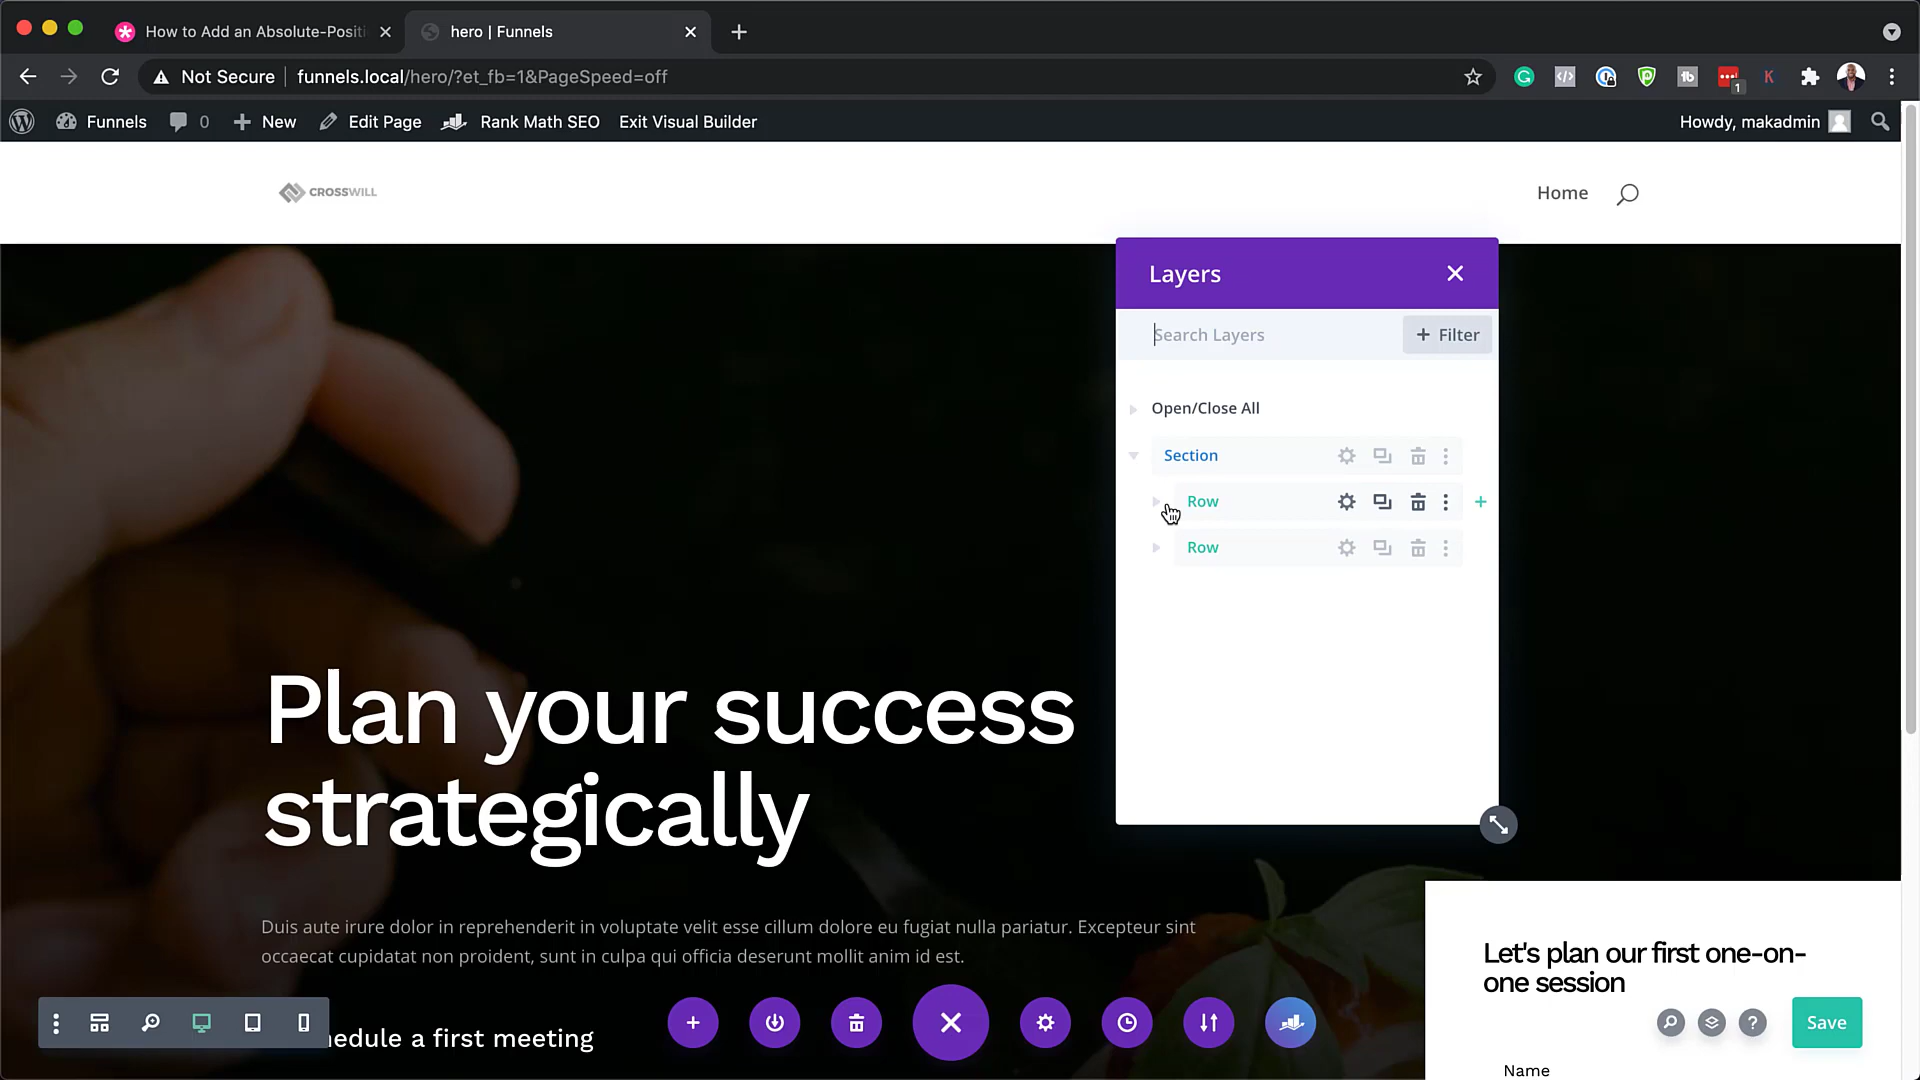 How to Add an Absolute-Positi
hero | Funnels
Not Secure
funnels.local/hero/?et_fb=1&PageSpeed=off
1
Funnels
0
New
Edit Page
Rank Math SEO
Exit Visual Builder
Howdy, makadmin
CROSSWILL
Home
Layers
Search Layers
+ Filter
Open/Close All
Section
Row
Row
Plan your success
strategically
Duis aute irure dolor in reprehenderit in voluptate velit esse cillum dolore eu fugiat nulla pariatur. Excepteur sint
occaecat cupidatat non proident, sunt in culpa qui officia deserunt mollit anim id est.
hedule a first meeting
Let's plan our first one-on-
one session
Save
Name